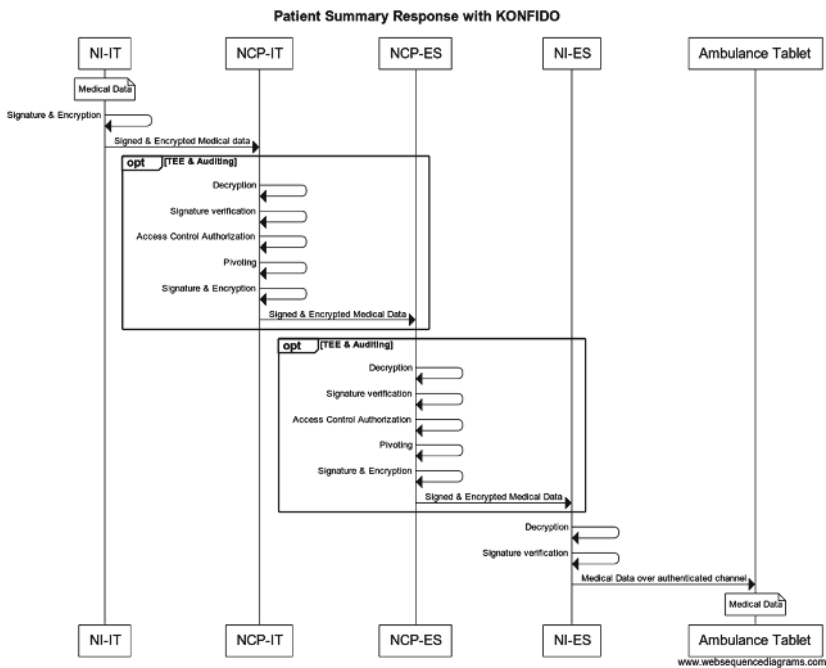 Patient Summary Response with KONFIDO
NI-IT NCP-IT NCP-ES NI-ES Ambulance Tablet
Medical Data
Signature & Encryption
Signed & Encrypted Medical data
opt [TEE & Auditing]
Decryption
Signature verification
Access Control Authorization
Pivoting
Signature & Encryption
Signed & Encrypted Medical Data
opt [TEE & Auditing]
Decryption
Signature verification
Access Control Authorization
Pivoting
Signature & Encryption
Signed & Encrypted Medical Data
Decryption
Signature verification
Medical Data over authenticated channel
Medical Data
NI-IT NCP-IT NCP-ES NI-ES Ambulance Tablet
www.websequencediagrams.com